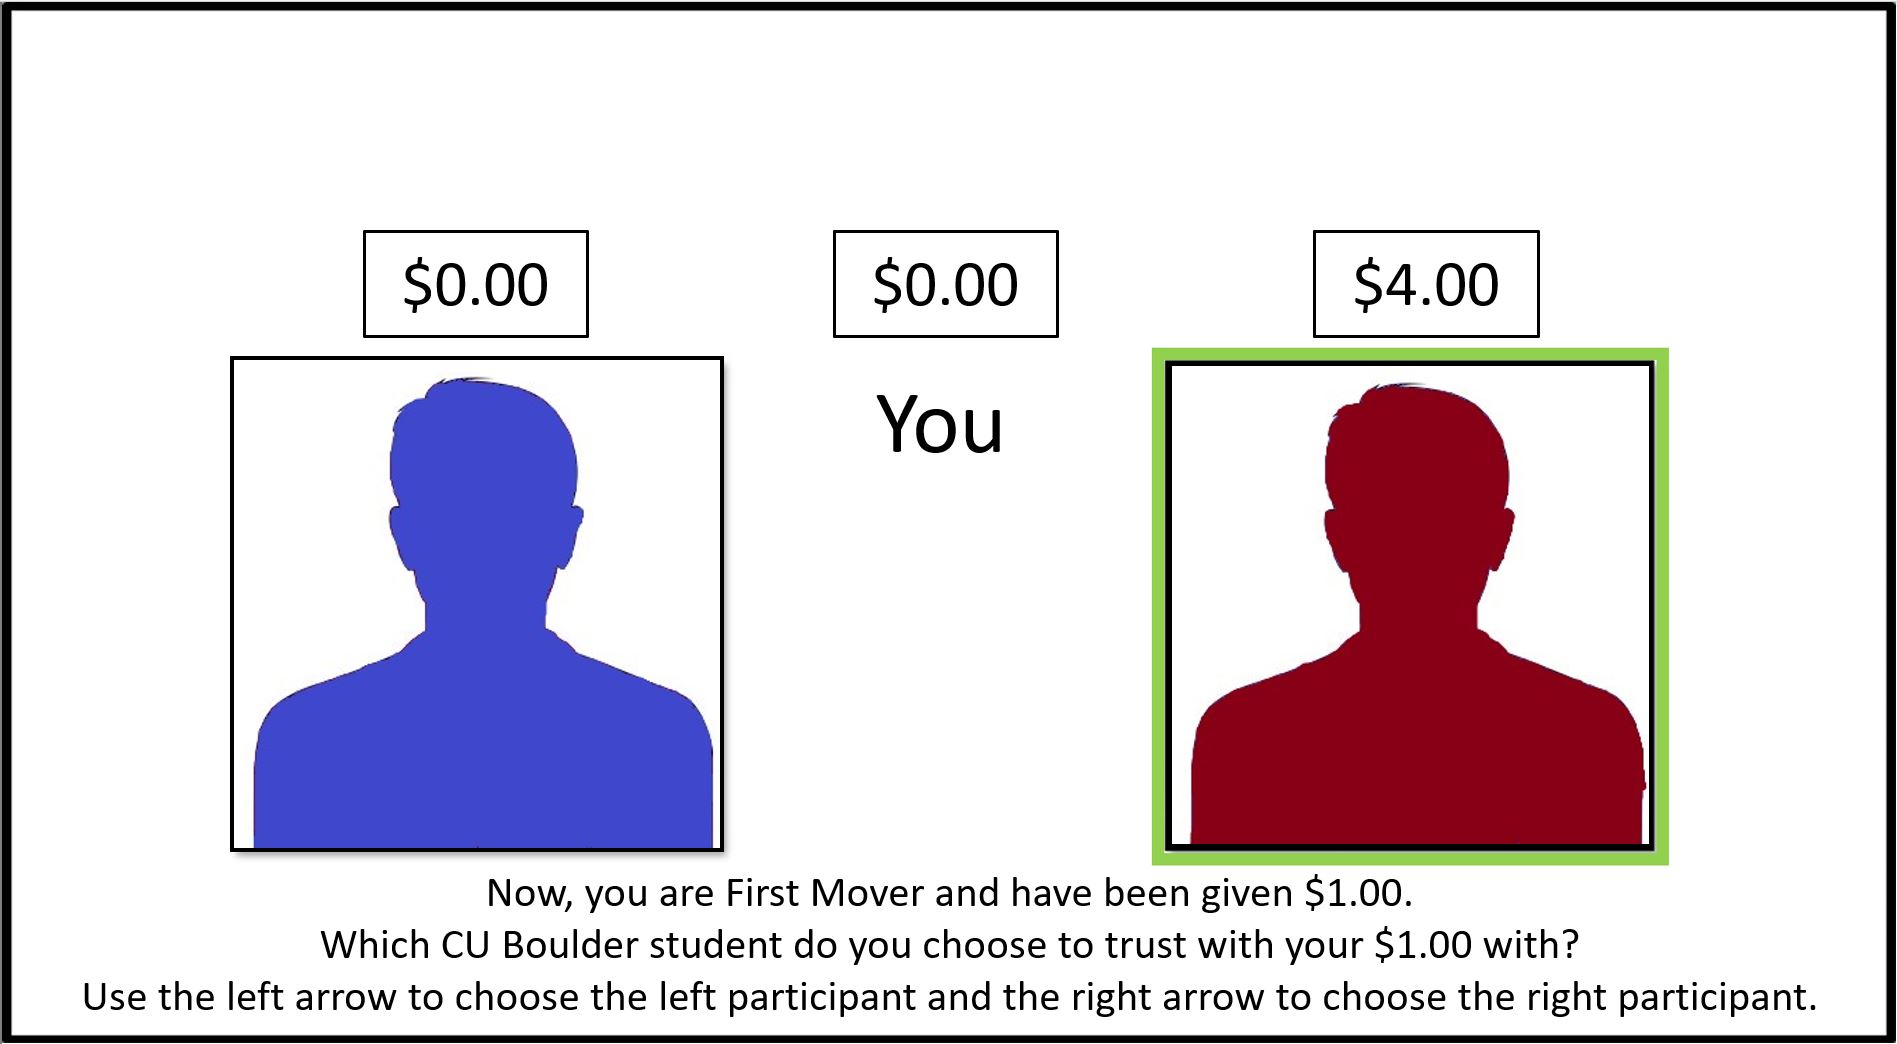 $0.00 $0.00 $4.00
You
Now, you are First Mover and have been given $1.00.
Which CU Boulder student do you choose to trust with your $1.00 with?
Use the left arrow to choose the left participant and the right arrow to choose the right participant.